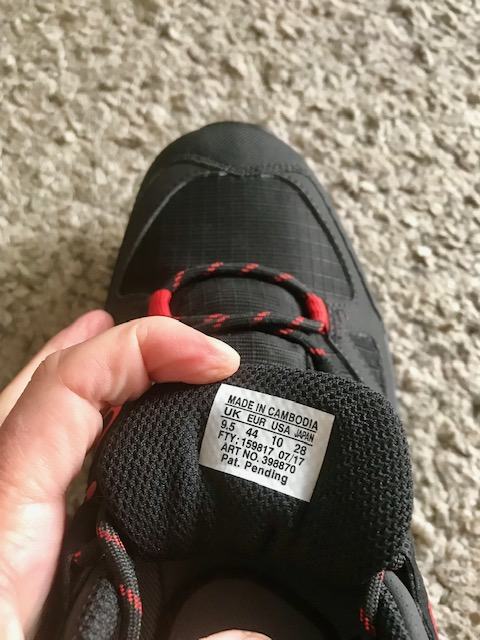 MADE IN CAMBODIA
UK EUR USA JAPAN
9.5 44 10 28
FTY:159817 07/17
ART NO. 398870
Pat. Pending